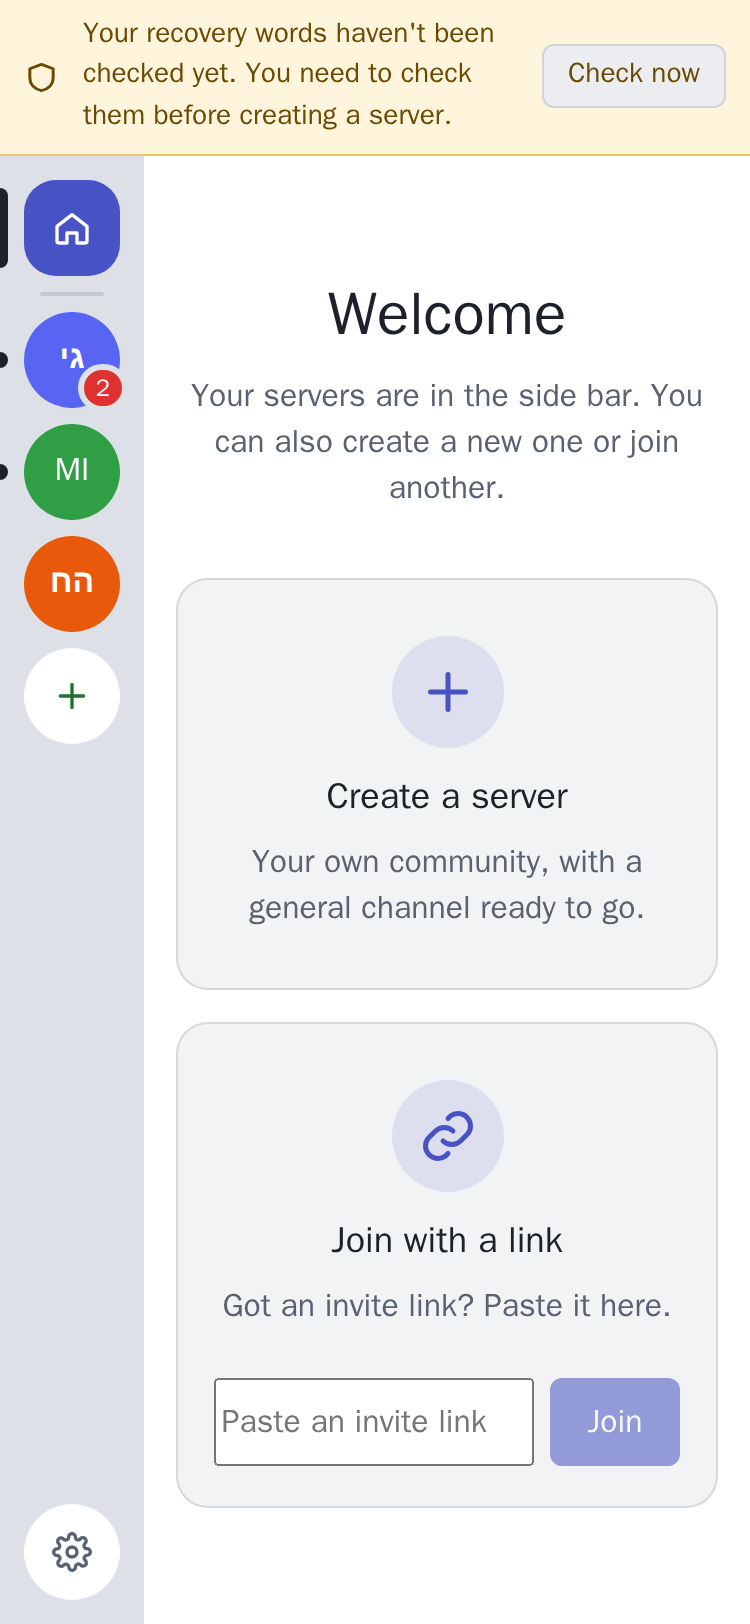 Your recovery words haven't been
checked yet. You need to check
them before creating a server.
Check now
גי
2
MI
הח
Welcome
Your servers are in the side bar. You
can also create a new one or join
another.
Create a server
Your own community, with a
general channel ready to go.
Join with a link
Got an invite link? Paste it here.
Paste an invite link
Join